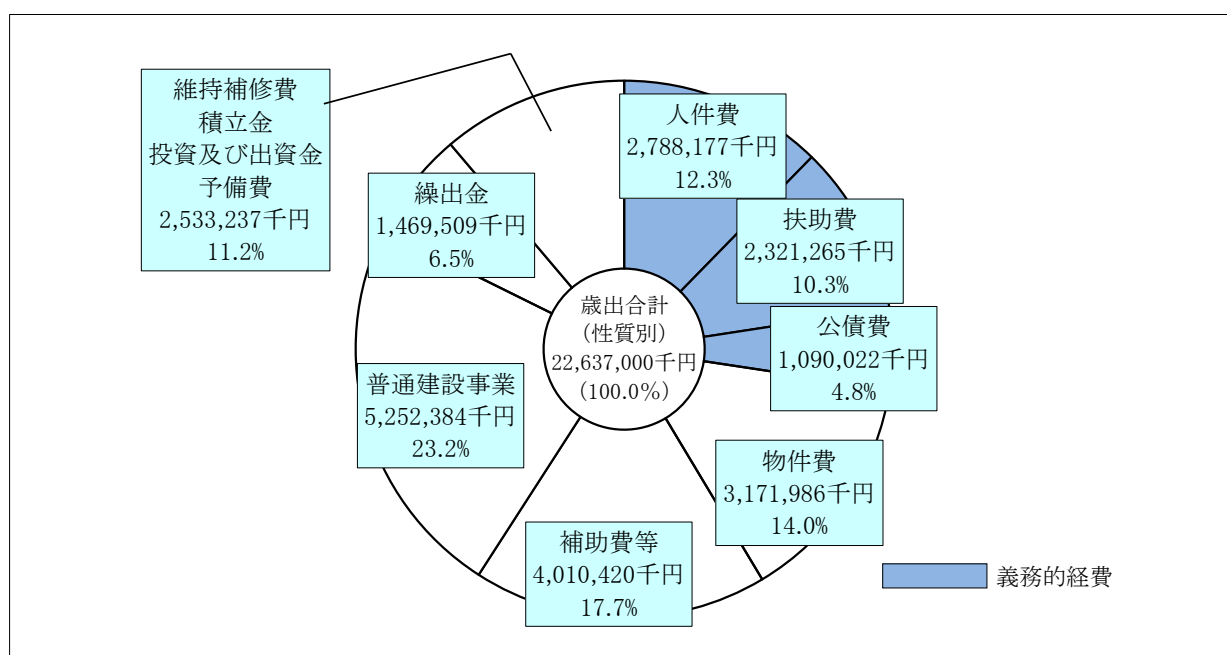 維持補修費
積立金
投資及び出資金
予備費
2,533,237千円
11.2%
人件費
2,788,177千円
12.3%
繰出金
1,469,509千円
6.5%
扶助費
2,321,265千円
10.3%
歳出合計
(性質別)
22,637,000千円
(100.0%)
公債費
1,090,022千円
4.8%
普通建設事業
5,252,384千円
23.2%
物件費
3,171,986千円
14.0%
補助費等
4,010,420千円
17.7%
義務的経費